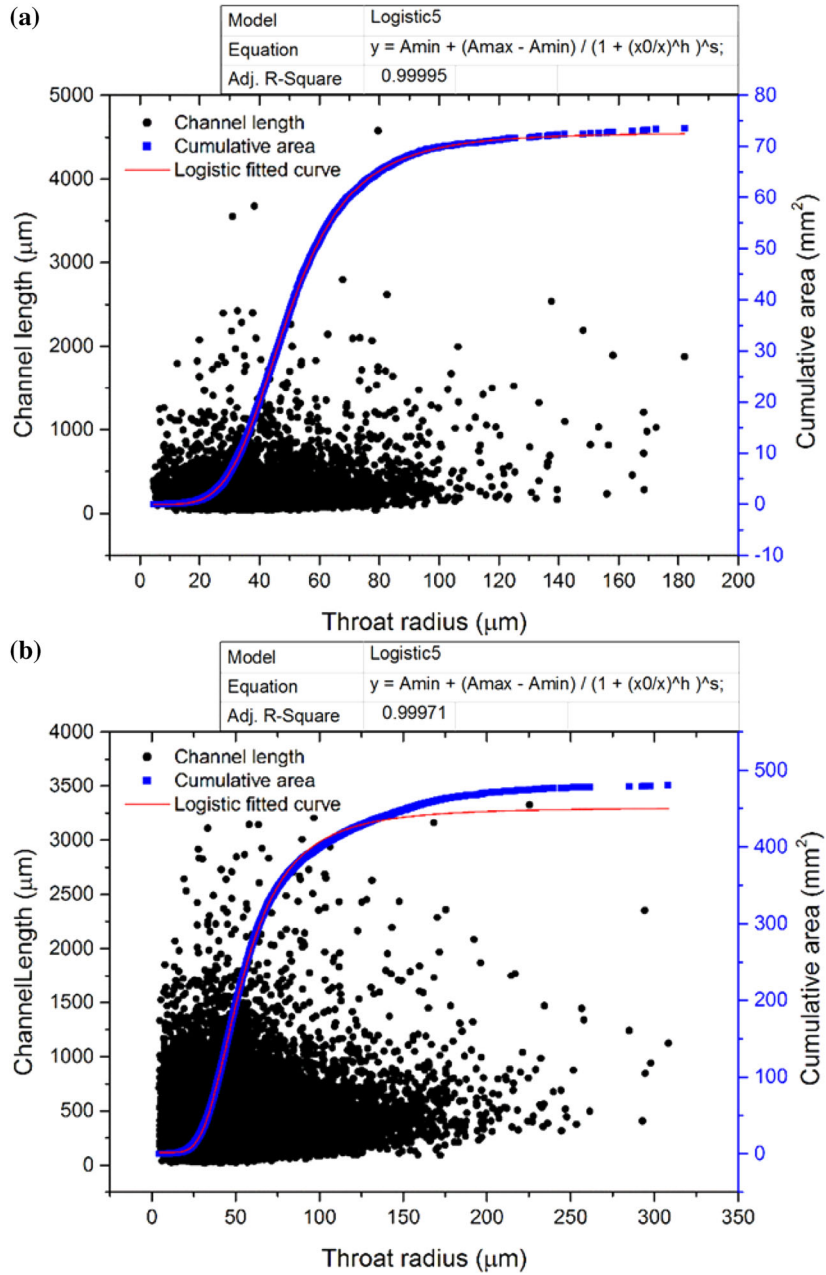 (a)
Model Logistic5
Equation y = Amin + (Amax - Amin) / (1 + (x0/x)^h )^s;
Adj. R-Square 0.99995
Channel length
Cumulative area
Logistic fitted curve
Channel length (μm)
5000
4000
3000
2000
1000
0
Cumulative area (mm²)
80
70
60
50
40
30
20
10
0
-10
0 20 40 60 80 100 120 140 160 180 200
Throat radius (μm)
(b)
Model Logistic5
Equation y = Amin + (Amax - Amin) / (1 + (x0/x)^h )^s;
Adj. R-Square 0.99971
Channel length
Cumulative area
Logistic fitted curve
ChannelLength (μm)
4000
3500
3000
2500
2000
1500
1000
500
0
Cumulative area (mm²)
500
400
300
200
100
0
0 50 100 150 200 250 300 350
Throat radius (μm)